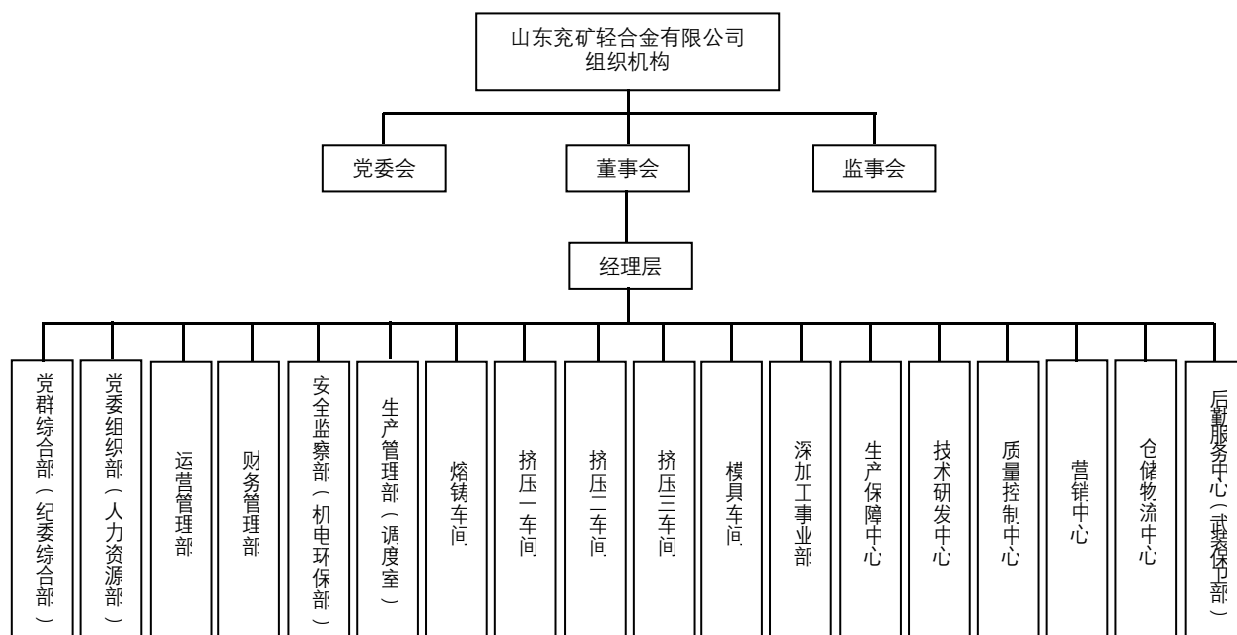 山东兖矿轻合金有限公司
组织机构
党委会
董事会
监事会
经理层
党群综合部（纪委综合部）
党委组织部（人力资源部）
运营管理部
财务管理部
安全监察部（机电环保部）
生产管理部（调度室）
熔铸车间
挤压一车间
挤压二车间
挤压三车间
模具车间
深加工事业部
生产保障中心
技术研发中心
质量控制中心
营销中心
仓储物流中心
后勤服务中心（武装保卫部）